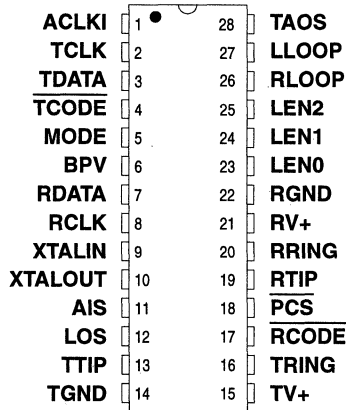 ACLKI 1 28 TAOS
TCLK 2 27 LLOOP
TDATA 3 26 RLOOP
TCODE 4 25 LEN2
MODE 5 24 LEN1
BPV 6 23 LEN0
RDATA 7 22 RGND
RCLK 8 21 RV+
XTALIN 9 20 RRING
XTALOUT 10 19 RTIP
AIS 11 18 PCS
LOS 12 17 RCODE
TTIP 13 16 TRING
TGND 14 15 TV+